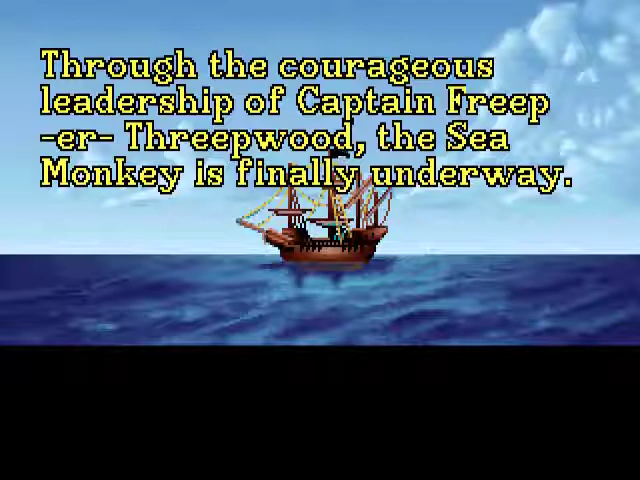 Through the courageous
leadership of Captain Freep
-er- Threepwood, the Sea
Monkey is finally underway.